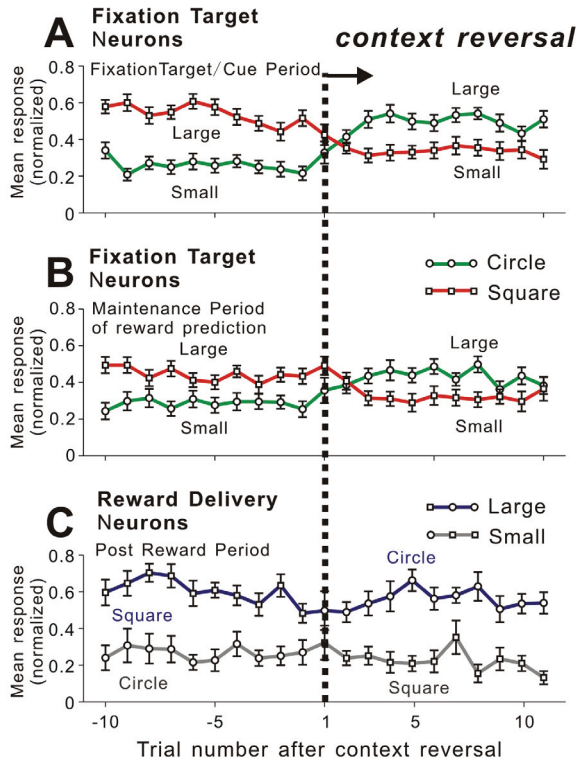 A
Fixation Target
Neurons
context reversal
FixationTarget/Cue Period
Mean response
(normalized)
0.8
0.6
0.4
0.2
0
Large
Small
Large
Small
B
Fixation Target
Neurons
Circle
Square
Maintenance Period
of reward prediction
Mean response
(normalized)
0.8
0.6
0.4
0.2
0
Large
Small
Large
Small
C
Reward Delivery
Neurons
Large
Small
Post Reward Period
Mean response
(normalized)
0.8
0.6
0.4
0.2
0
Square
Circle
Circle
Square
-10 -5 1 5 10
Trial number after context reversal